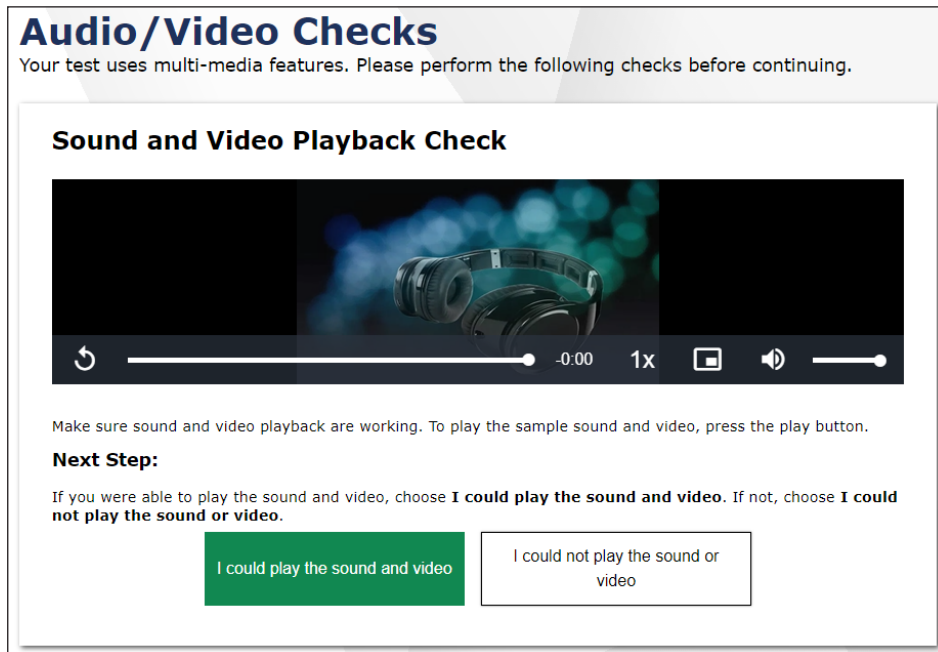 Audio/Video Checks
Your test uses multi-media features. Please perform the following checks before continuing.
Sound and Video Playback Check
-0:00 1x
Make sure sound and video playback are working. To play the sample sound and video, press the play button.
Next Step:
If you were able to play the sound and video, choose I could play the sound and video. If not, choose I could
not play the sound or video.
I could play the sound and video
I could not play the sound or
video